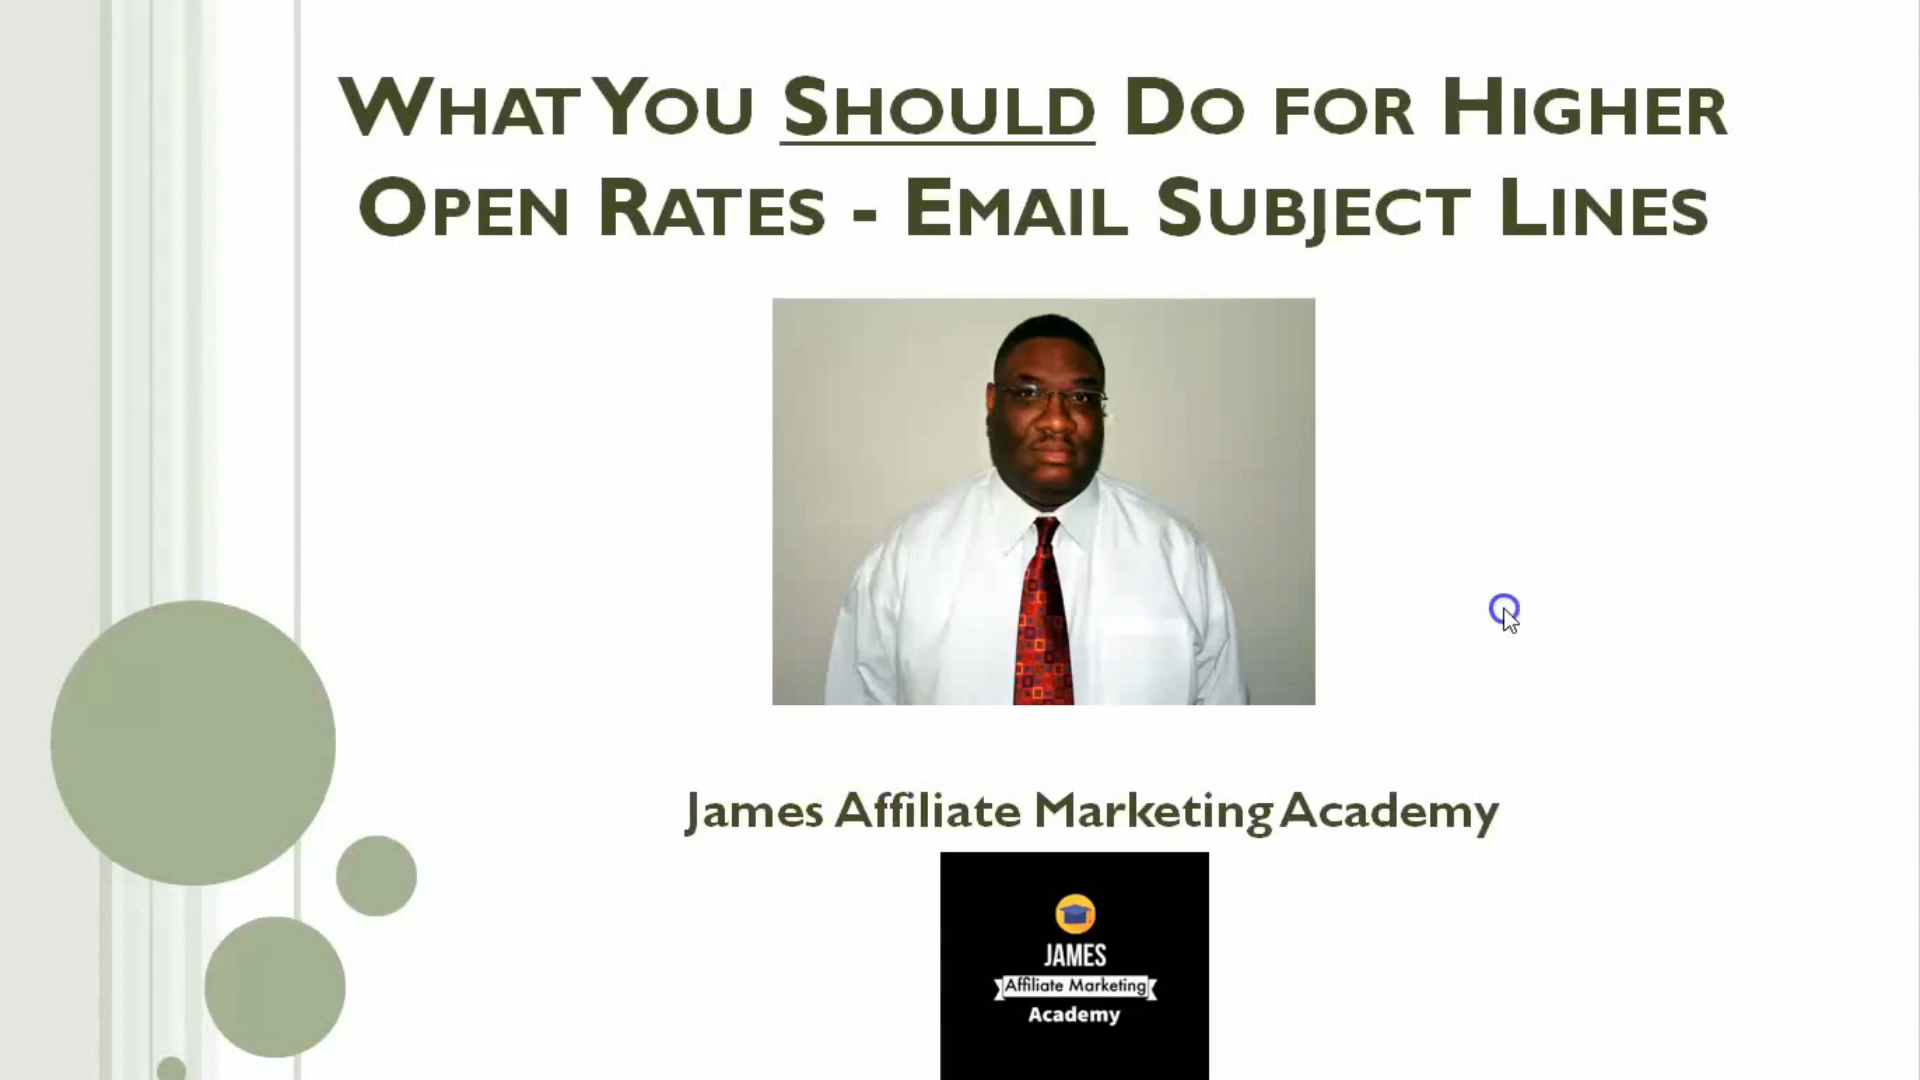 WHAT YOU SHOULD DO FOR HIGHER
OPEN RATES - EMAIL SUBJECT LINES
James Affiliate Marketing Academy
JAMES
Affiliate Marketing
Academy